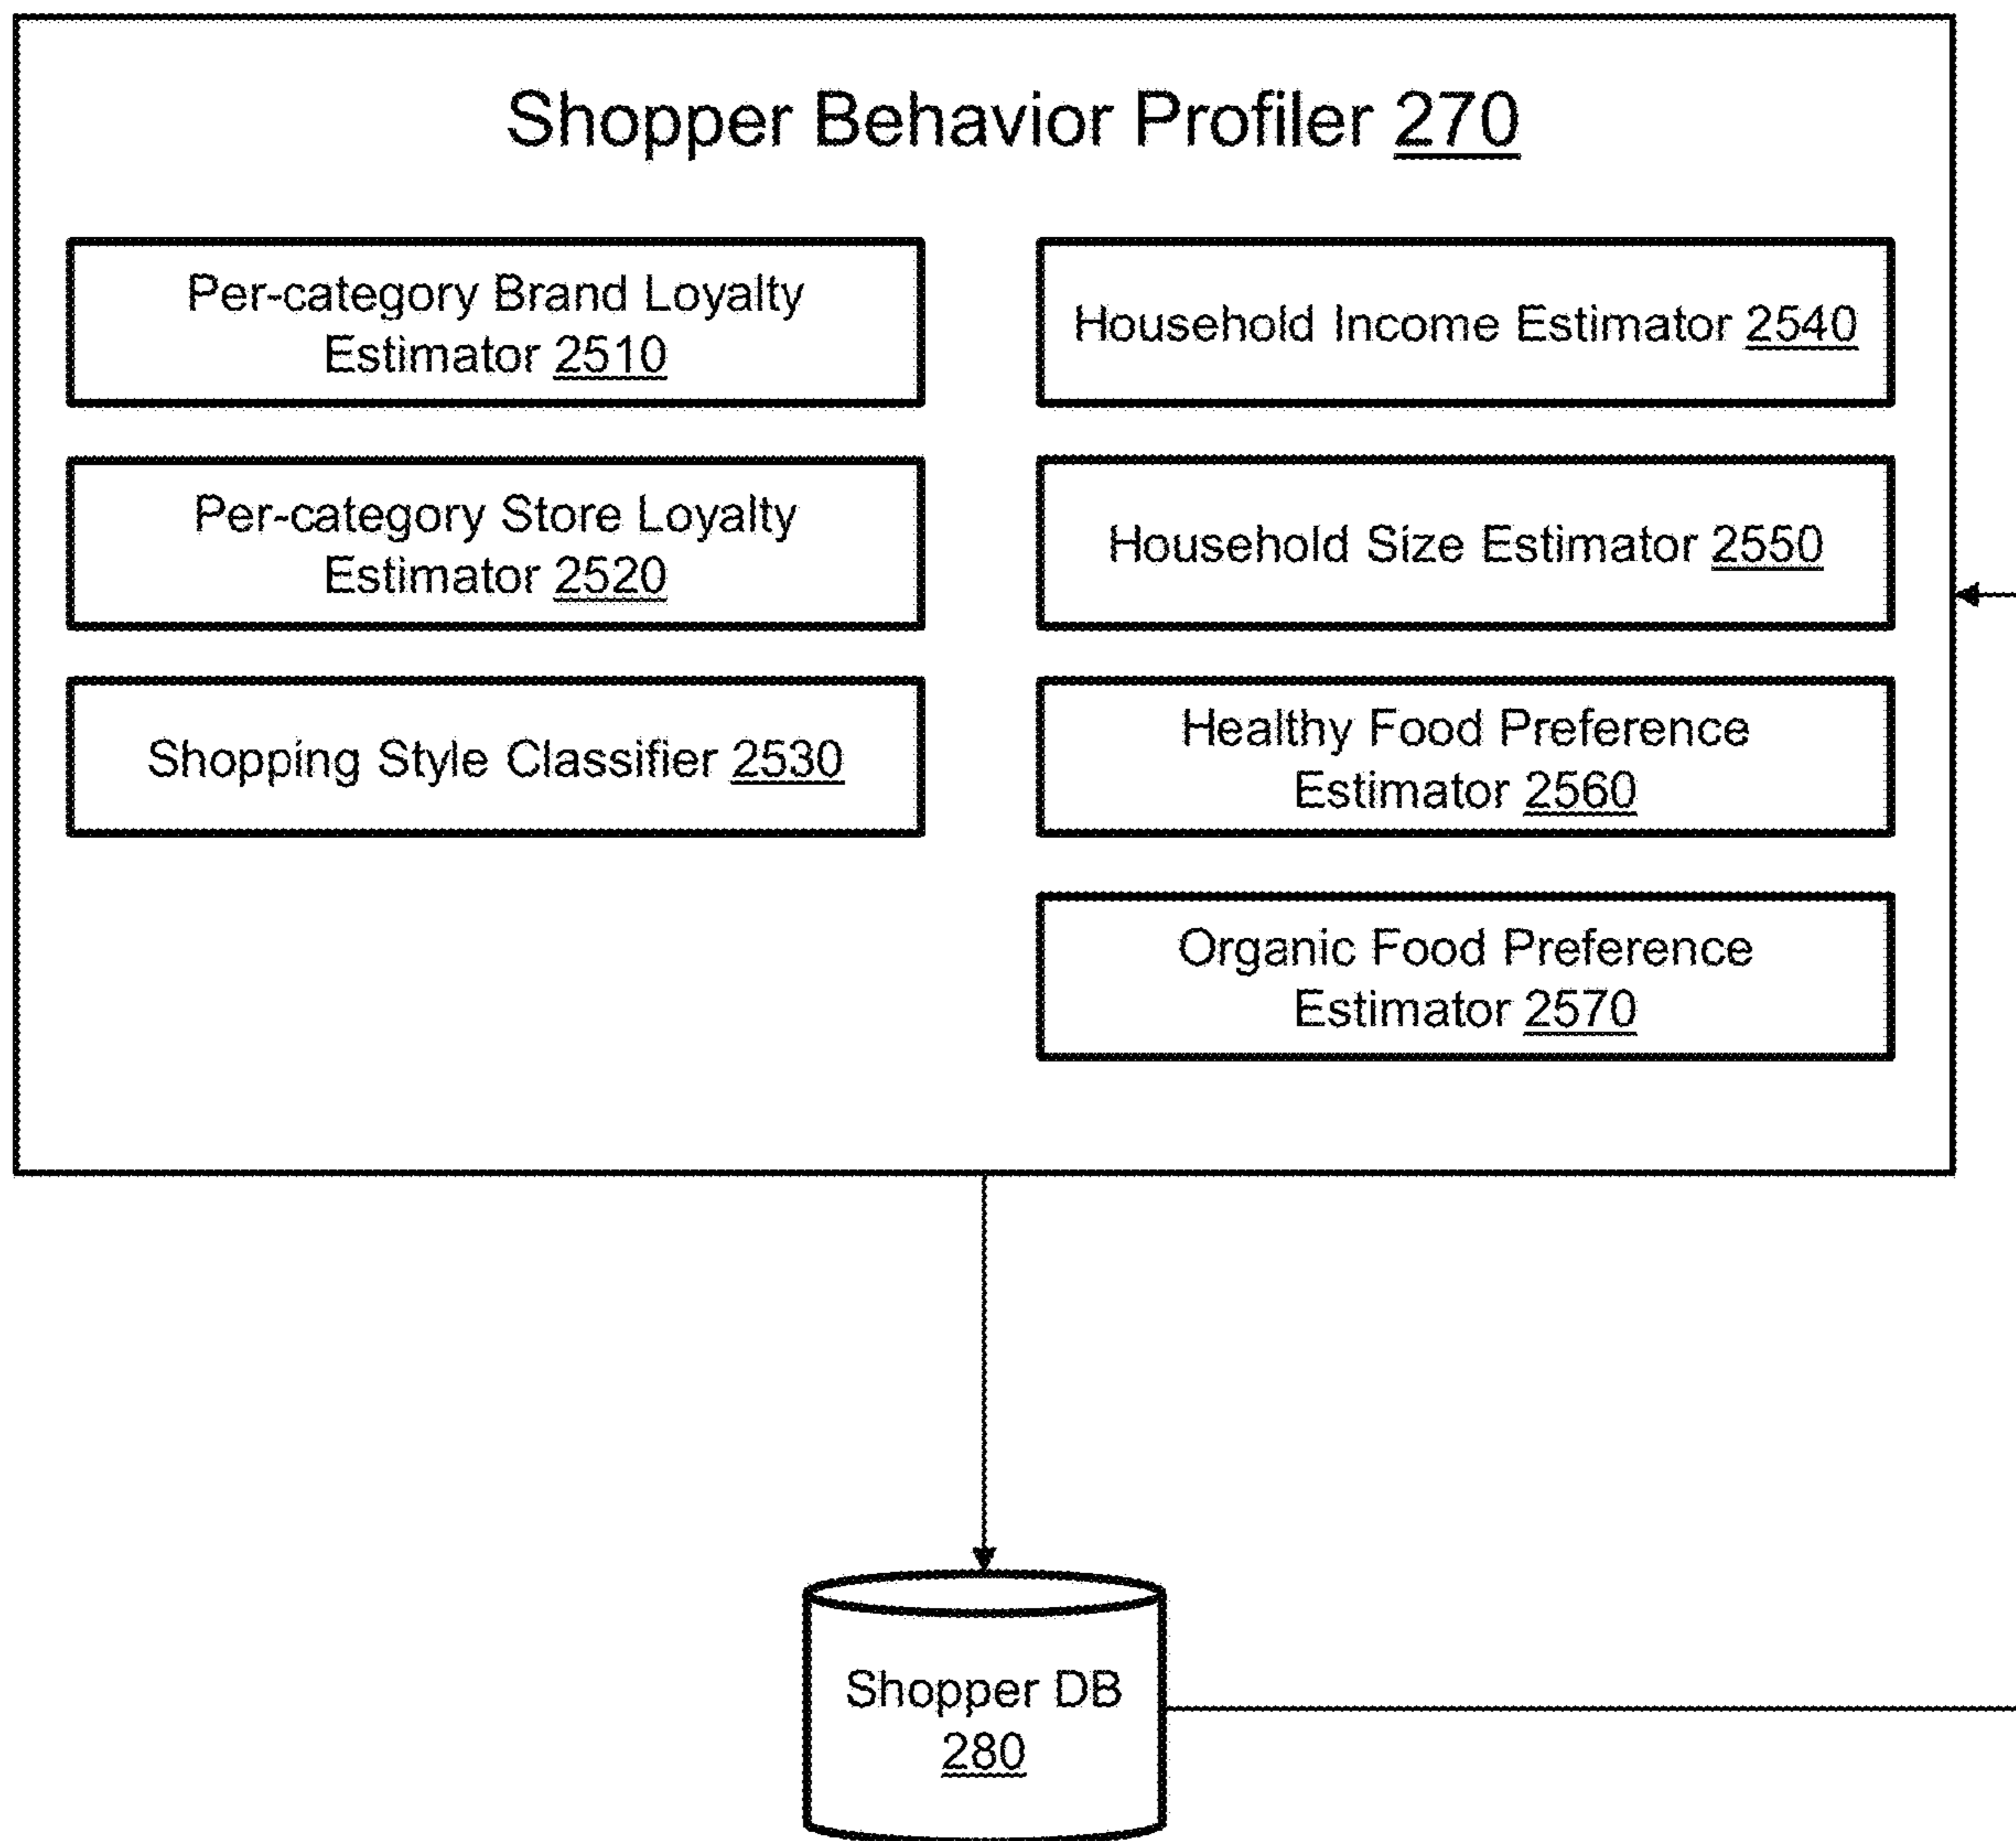 Shopper Behavior Profiler 270
Per-category Brand Loyalty
Estimator 2510
Per-category Store Loyalty
Estimator 2520
Shopping Style Classifier 2530
Household Income Estimator 2540
Household Size Estimator 2550
Healthy Food Preference
Estimator 2560
Organic Food Preference
Estimator 2570
Shopper DB
280